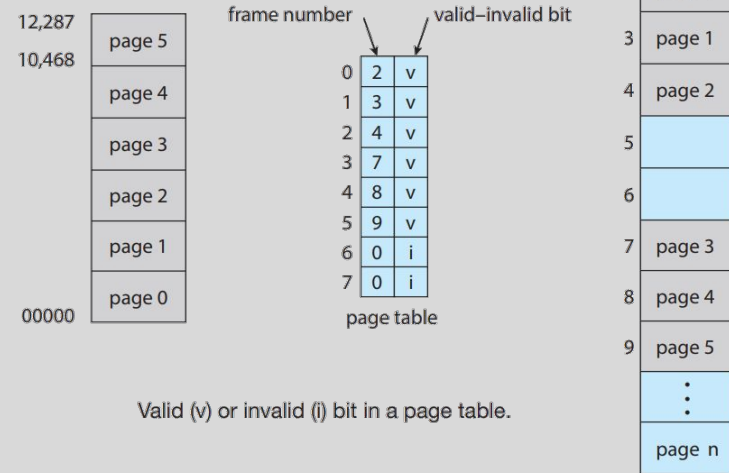 frame number
valid–invalid bit
12,287
10,468
page 5
page 4
page 3
page 2
page 1
page 0
00000
0 2 v
1 3 v
2 4 v
3 7 v
4 8 v
5 9 v
6 0 i
7 0 i
page table
3 page 1
4 page 2
5
6
7 page 3
8 page 4
9 page 5
page n
Valid (v) or invalid (i) bit in a page table.